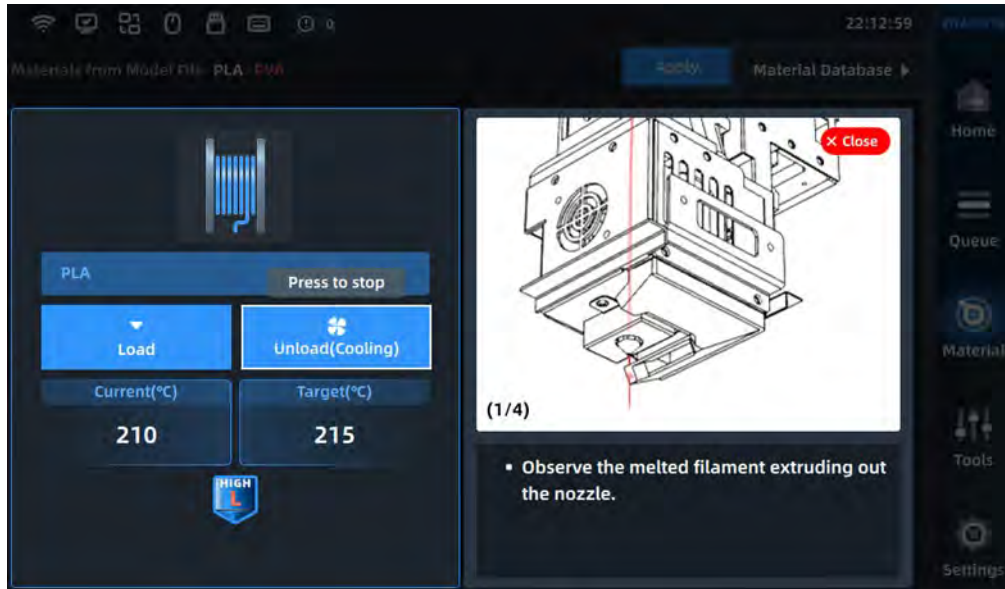 22:12:59
Materials from Model File PLA PVA
Apply
Material Database
× Close
Home
Queue
PLA
Press to stop
Load
Unload(Cooling)
Material
Current(℃)
Target(℃)
210
215
(1/4)
Tools
• Observe the melted filament extruding out
the nozzle.
HIGH
L
Settings